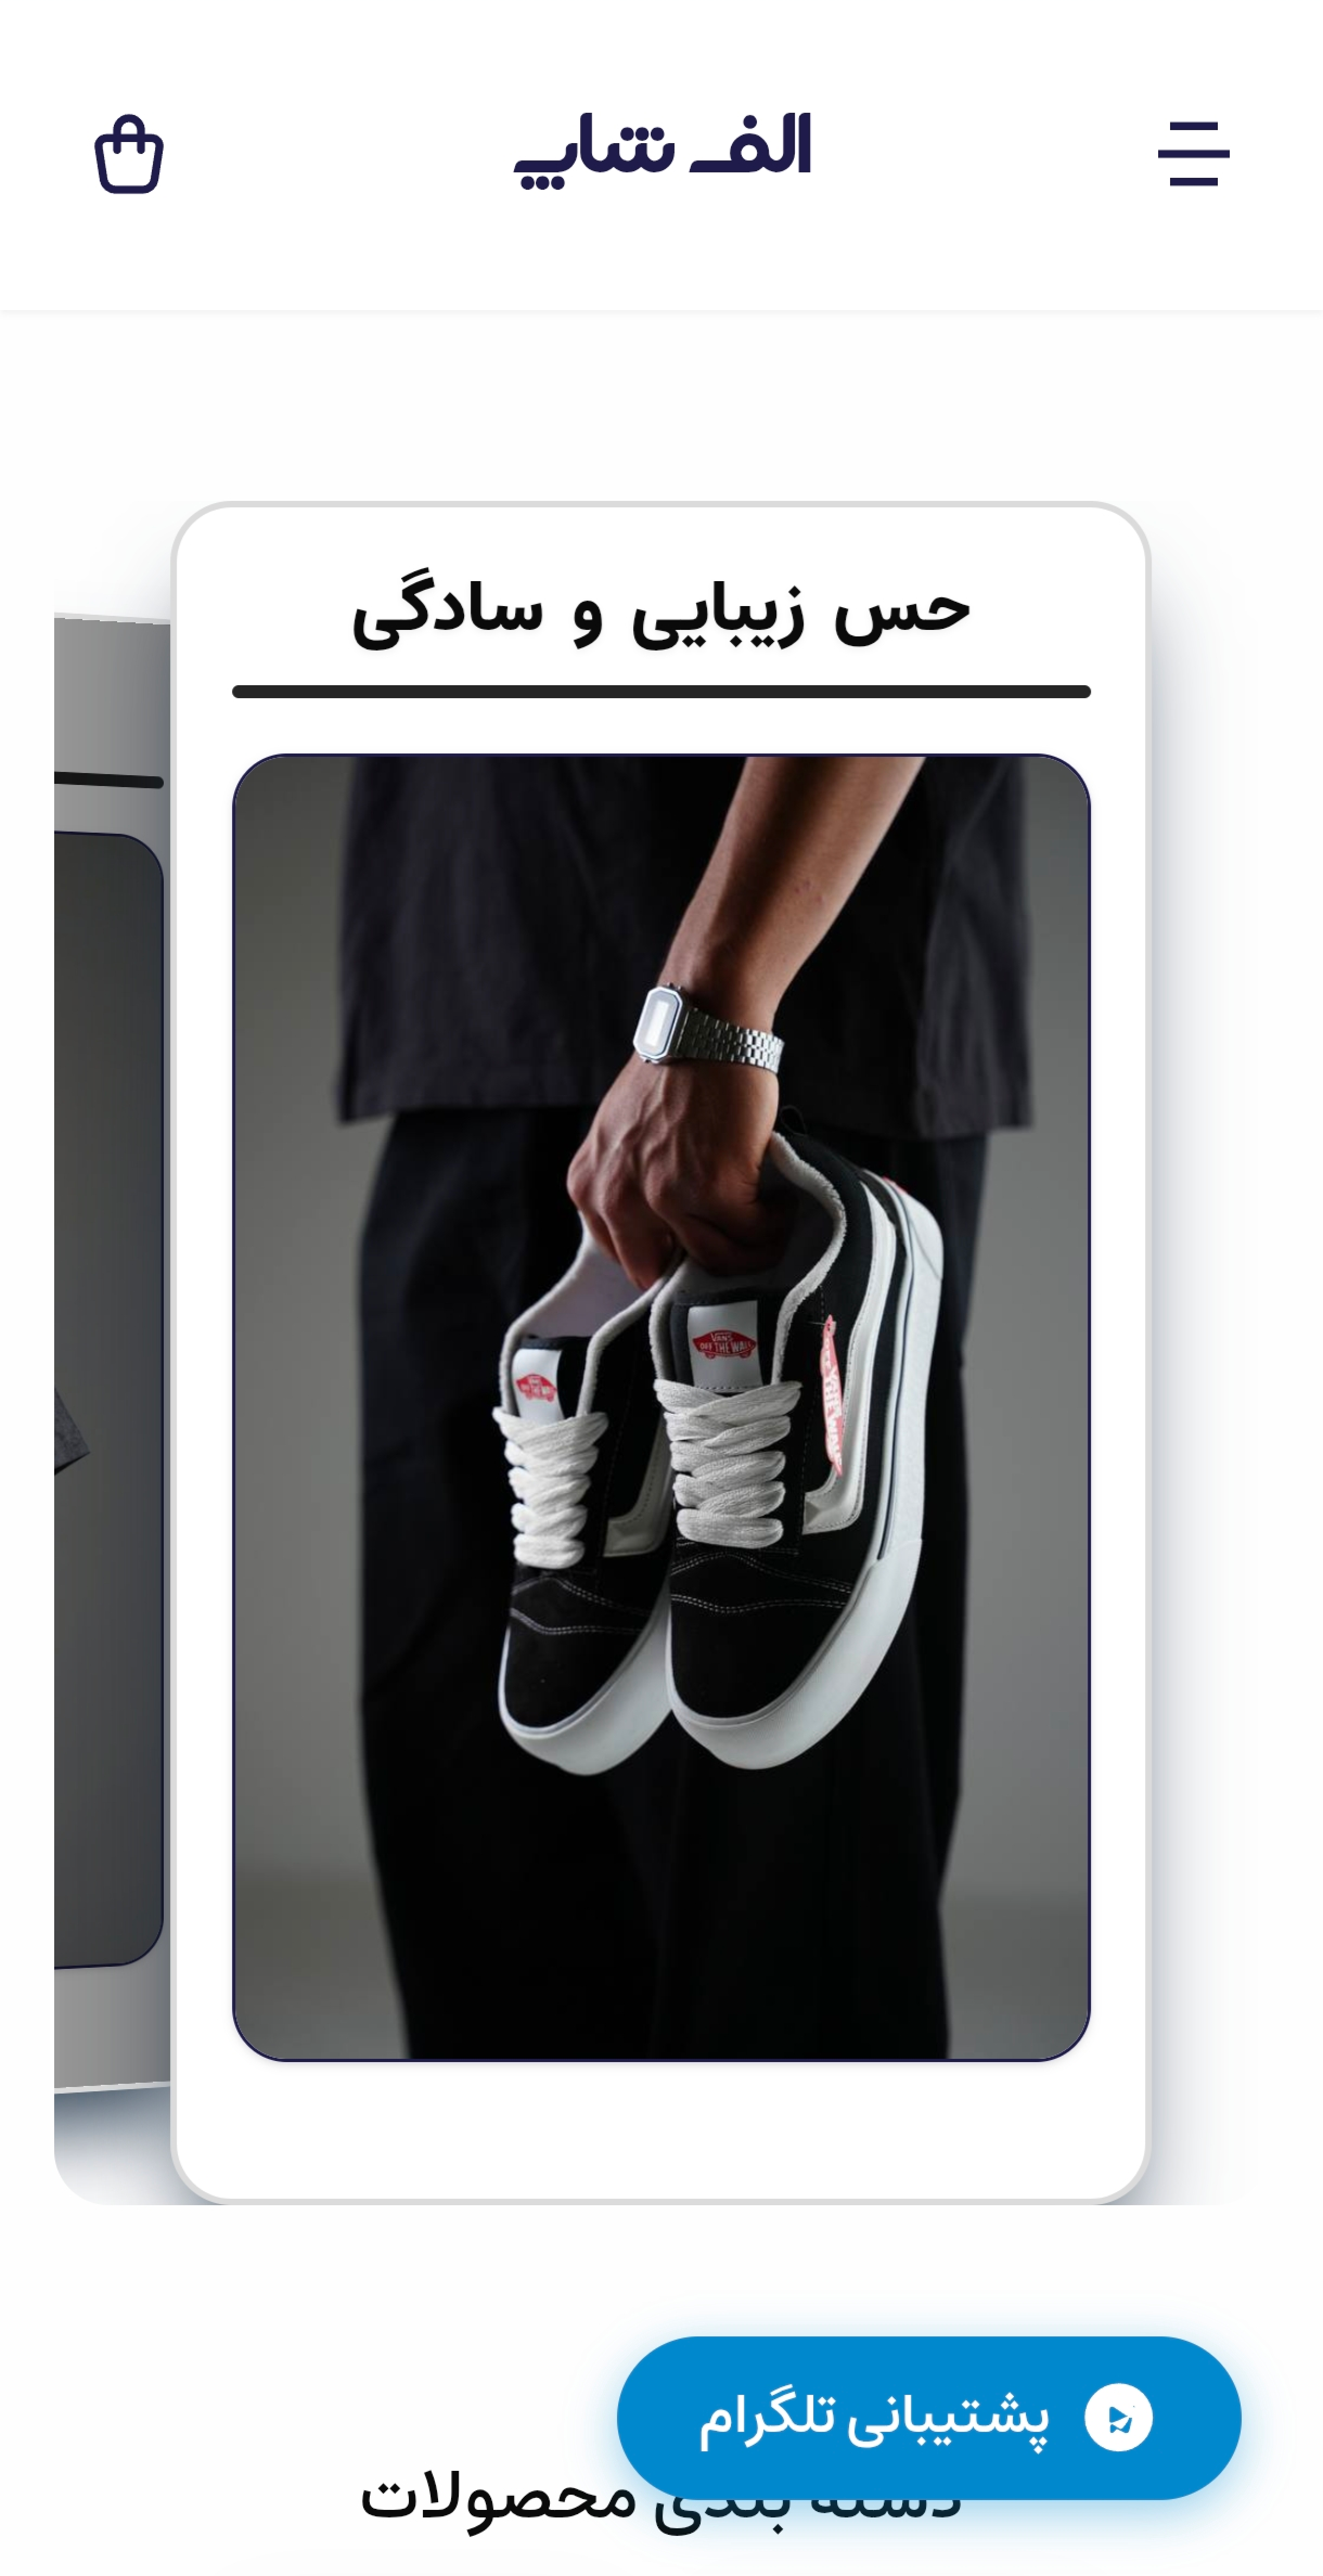 الف شاپ
حس زیبایی و سادگی
VANS
OFF THE WALL
پشتیبانی تلگرام
دسته بندی محصولات